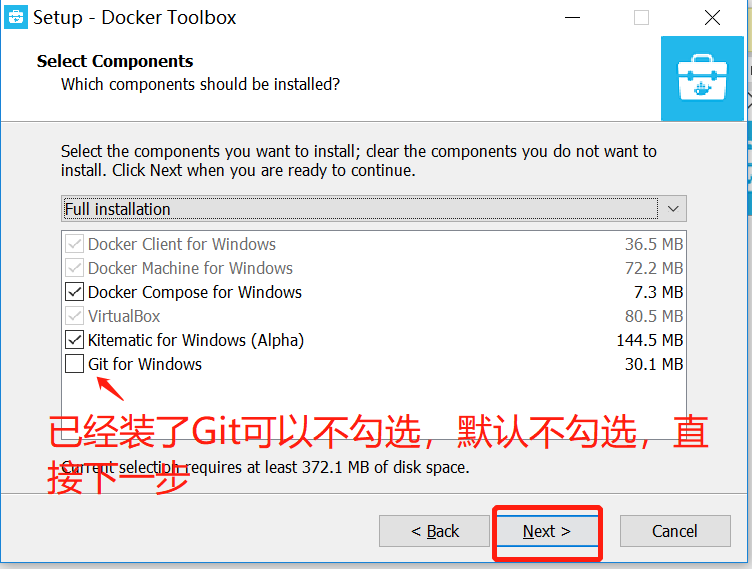 Setup - Docker Toolbox
Select Components
Which components should be installed?
Select the components you want to install; clear the components you do not want to
install. Click Next when you are ready to continue.
Full installation
Docker Client for Windows 36.5 MB
Docker Machine for Windows 72.2 MB
Docker Compose for Windows 7.3 MB
VirtualBox 80.5 MB
Kitematic for Windows (Alpha) 144.5 MB
Git for Windows 30.1 MB
已经装了Git可以不勾选，默认不勾选，直
接下一步
Current selection requires at least 372.1 MB of disk space.
< Back
Next >
Cancel